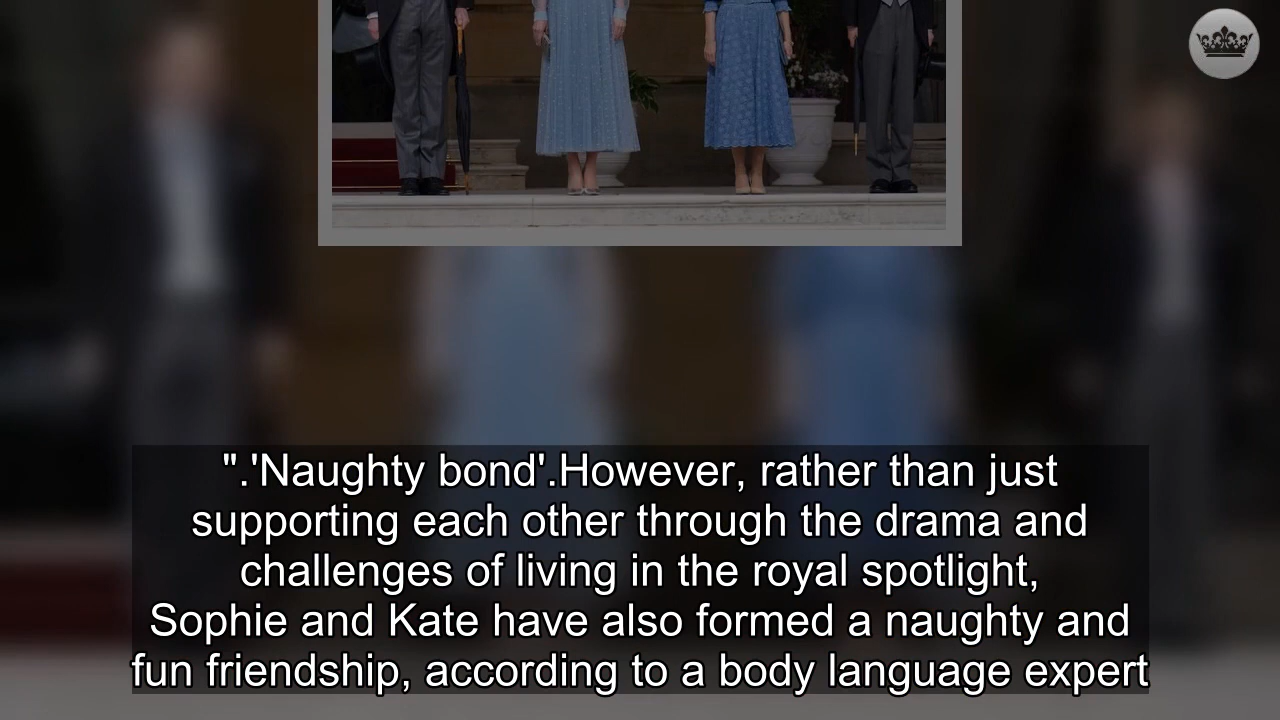 ".'Naughty bond'.However, rather than just
supporting each other through the drama and
challenges of living in the royal spotlight,
Sophie and Kate have also formed a naughty and
fun friendship, according to a body language expert